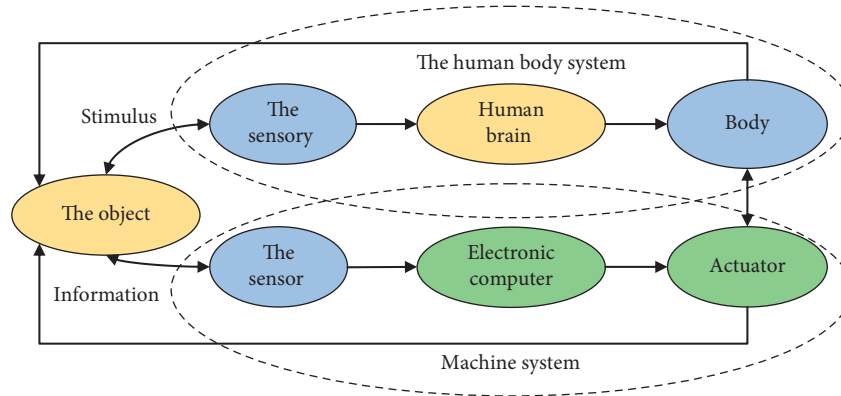 The human body system
Stimulus
The
sensory
Human
brain
Body
The object
The
sensor
Electronic
computer
Actuator
Information
Machine system